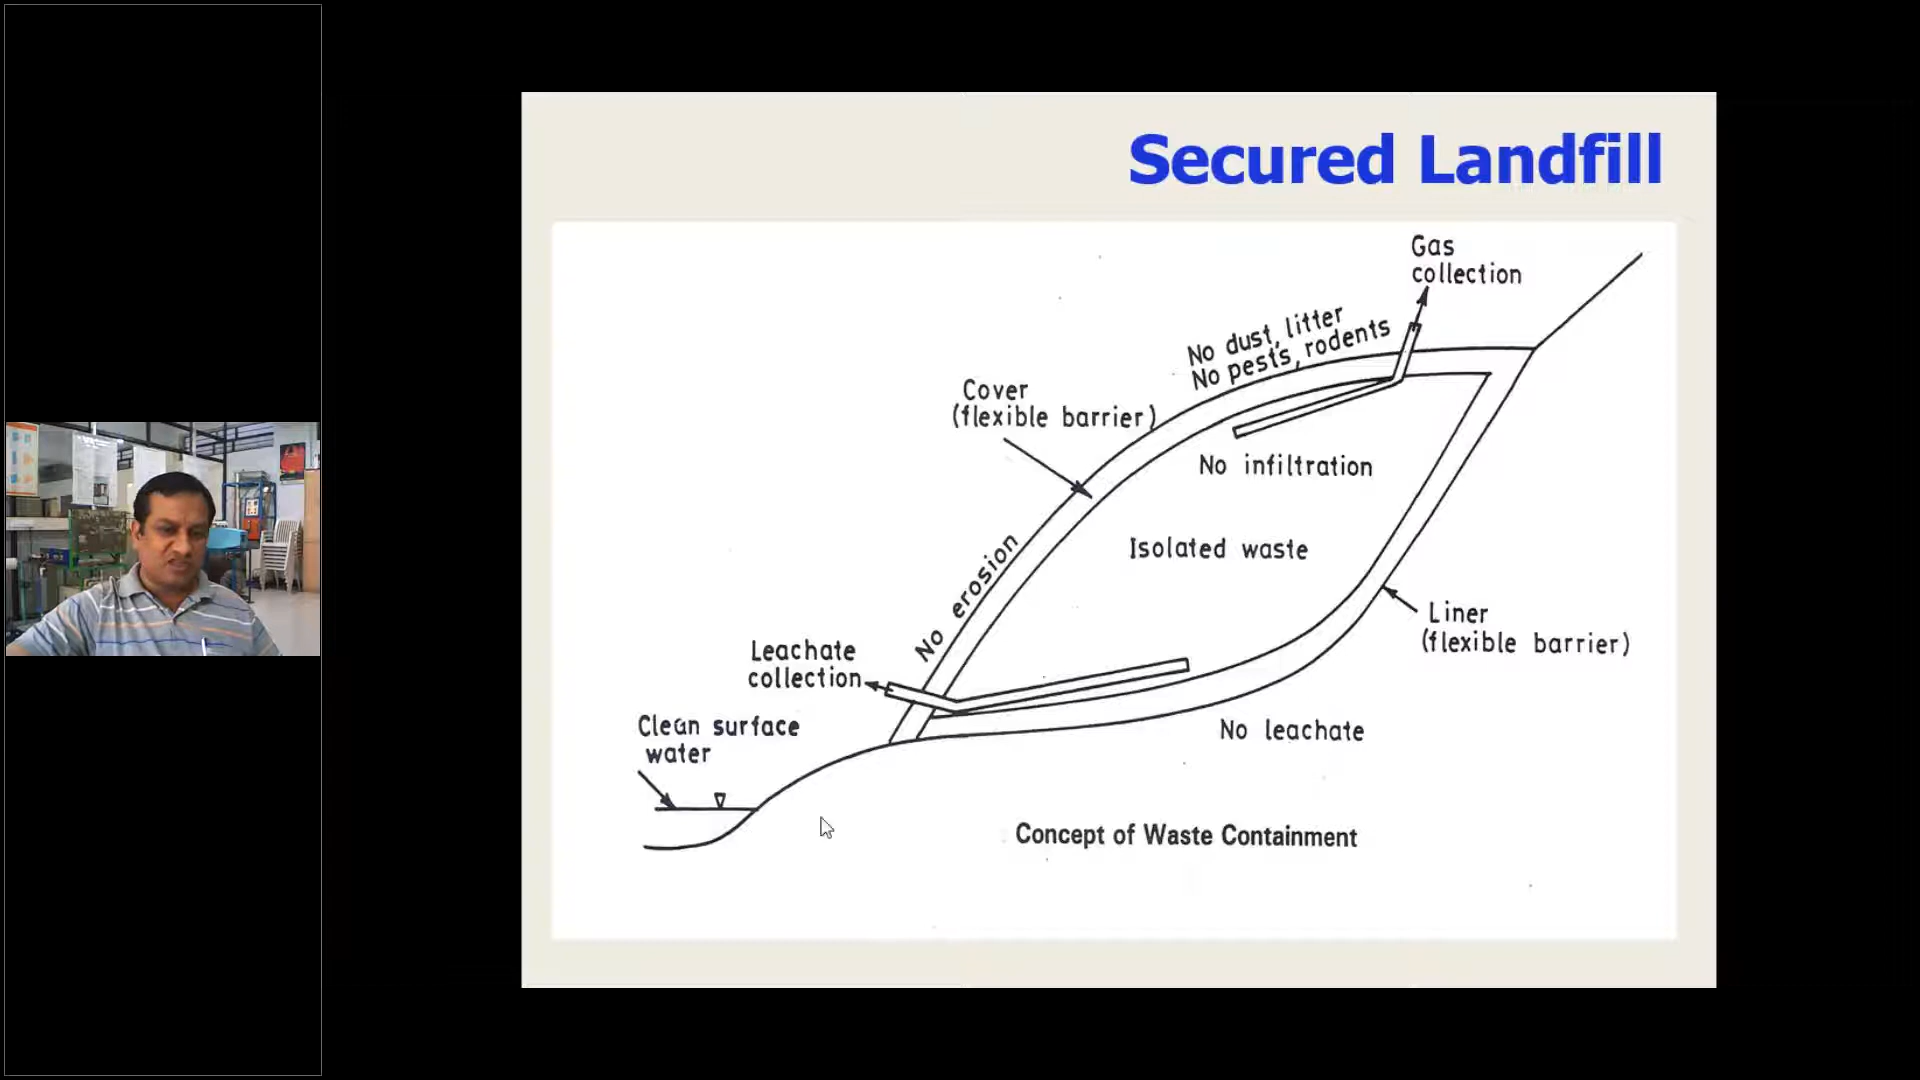 Secured Landfill
Gas
collection
No dust, litter
No pests, rodents
Cover
(flexible barrier)
No infiltration
Isolated waste
No erosion
Liner
(flexible barrier)
Leachate
collection
Clean surface
water
No leachate
Concept of Waste Containment